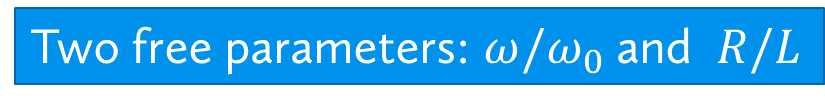 Two free parameters: ω/ω₀ and R/L